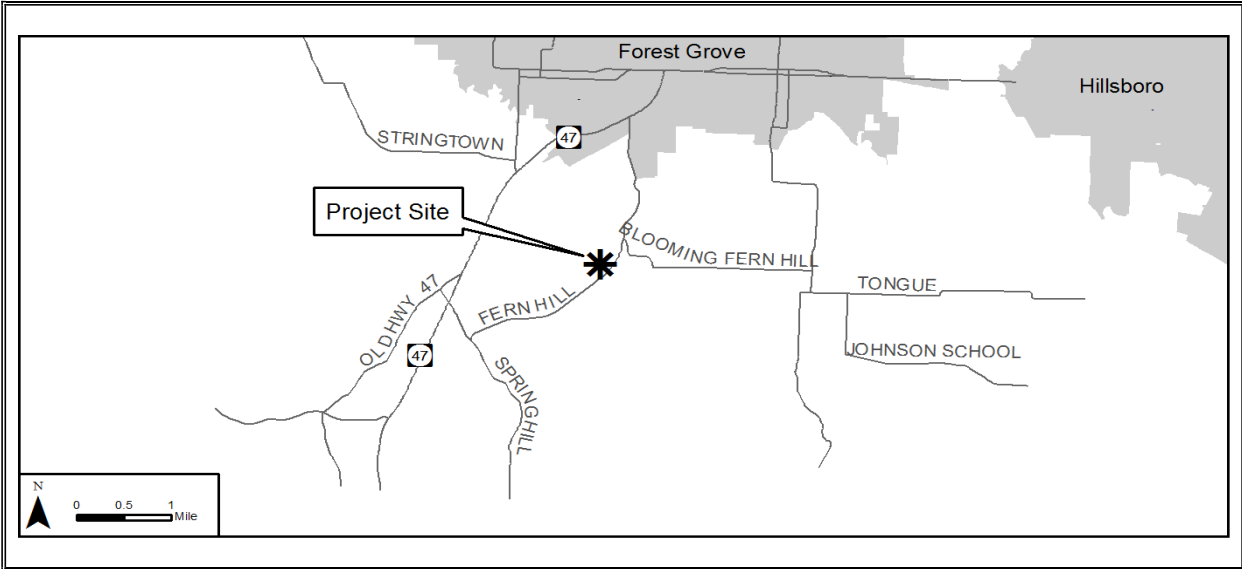 Forest Grove
Hillsboro
STRINGTOWN
47
Project Site
BLOOMING FERN HILL
TONGUE
OLD HWY 47
FERN HILL
47
JOHNSON SCHOOL
SPRINGHILL
N
0 0.5 1
Mile